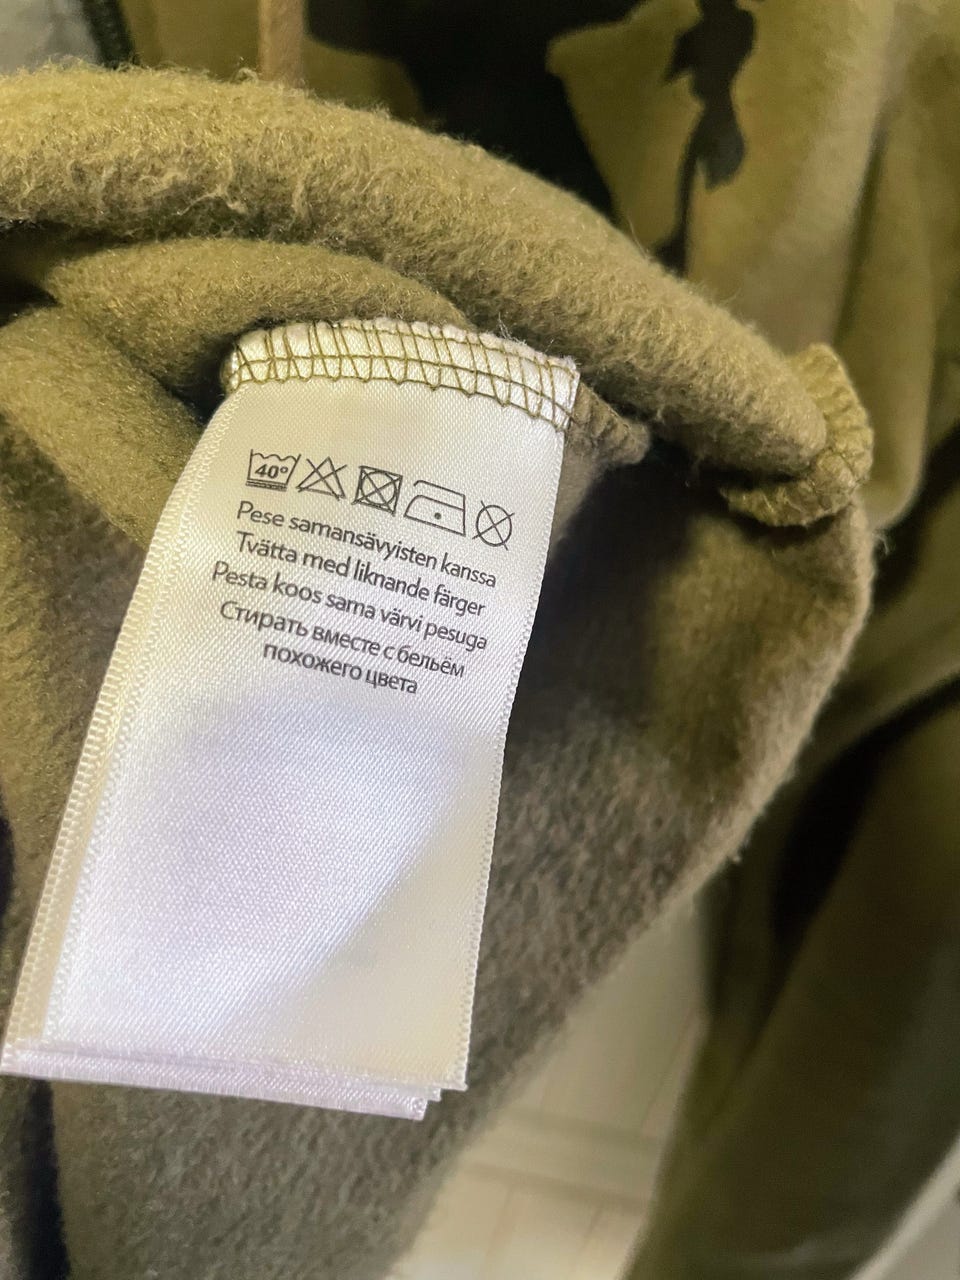 40°
Pese samansävyisten kanssa
Tvätta med liknande färger
Pesta koos sama värvi pesuga
Стирать вместе с бельём
похожего цвета